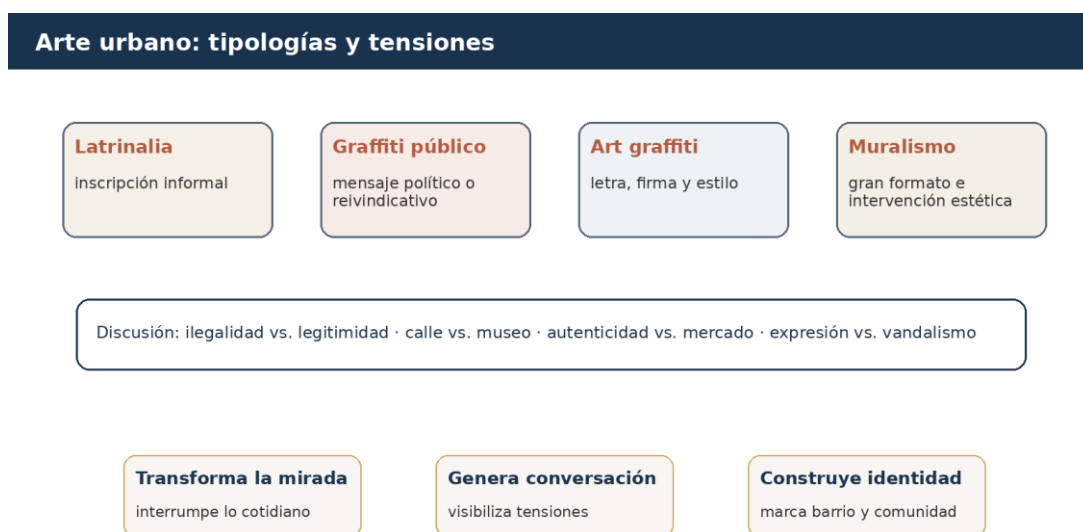 Arte urbano: tipologías y tensiones
Latrinalia
inscripción informal
Graffiti público
mensaje político o
reivindicativo
Art graffiti
letra, firma y estilo
Muralismo
gran formato e
intervención estética
Discusión: ilegalidad vs. legitimidad · calle vs. museo · autenticidad vs. mercado · expresión vs. vandalismo
Transforma la mirada
interrumpe lo cotidiano
Genera conversación
visibiliza tensiones
Construye identidad
marca barrio y comunidad